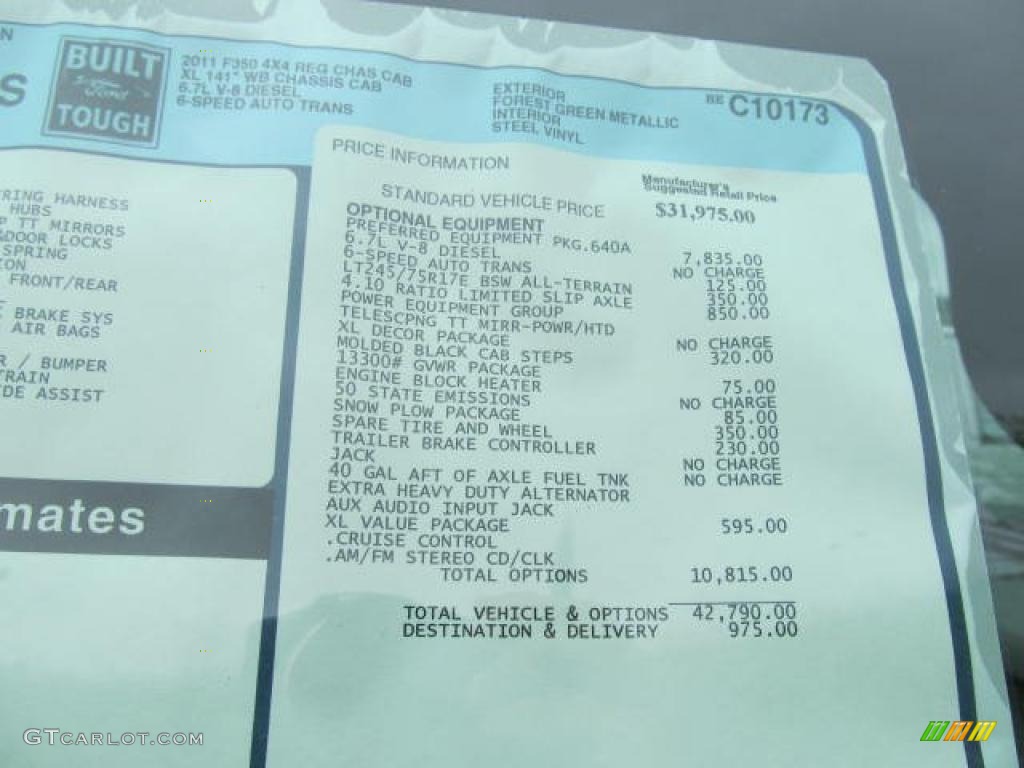 N
S
BUILT
Ford
TOUGH
2011 F350 4X4 REG CHAS CAB
XL 141" WB CHASSIS CAB
6.7L V-8 DIESEL
6-SPEED AUTO TRANS
EXTERIOR
FOREST GREEN METALLIC
INTERIOR
STEEL VINYL
BE C10173
RING HARNESS
HUBS
P TT MIRRORS
&DOOR LOCKS
SPRING
ION
FRONT/REAR
C BRAKE SYS
AIR BAGS
R / BUMPER
TRAIN
DE ASSIST
mates
PRICE INFORMATION
Manufacturer's
Suggested Retail Price
STANDARD VEHICLE PRICE $31,975.00
OPTIONAL EQUIPMENT
PREFERRED EQUIPMENT PKG.640A
6.7L V-8 DIESEL 7,835.00
6-SPEED AUTO TRANS NO CHARGE
LT245/75R17E BSW ALL-TERRAIN 125.00
4.10 RATIO LIMITED SLIP AXLE 350.00
POWER EQUIPMENT GROUP 850.00
TELESCPNG TT MIRR-POWR/HTD
XL DECOR PACKAGE NO CHARGE
MOLDED BLACK CAB STEPS 320.00
13300# GVWR PACKAGE
ENGINE BLOCK HEATER 75.00
50 STATE EMISSIONS NO CHARGE
SNOW PLOW PACKAGE 85.00
SPARE TIRE AND WHEEL 350.00
TRAILER BRAKE CONTROLLER 230.00
JACK NO CHARGE
40 GAL AFT OF AXLE FUEL TNK NO CHARGE
EXTRA HEAVY DUTY ALTERNATOR
AUX AUDIO INPUT JACK
XL VALUE PACKAGE 595.00
.CRUISE CONTROL
.AM/FM STEREO CD/CLK
TOTAL OPTIONS 10,815.00
TOTAL VEHICLE & OPTIONS 42,790.00
DESTINATION & DELIVERY 975.00
GTCARLOT.COM